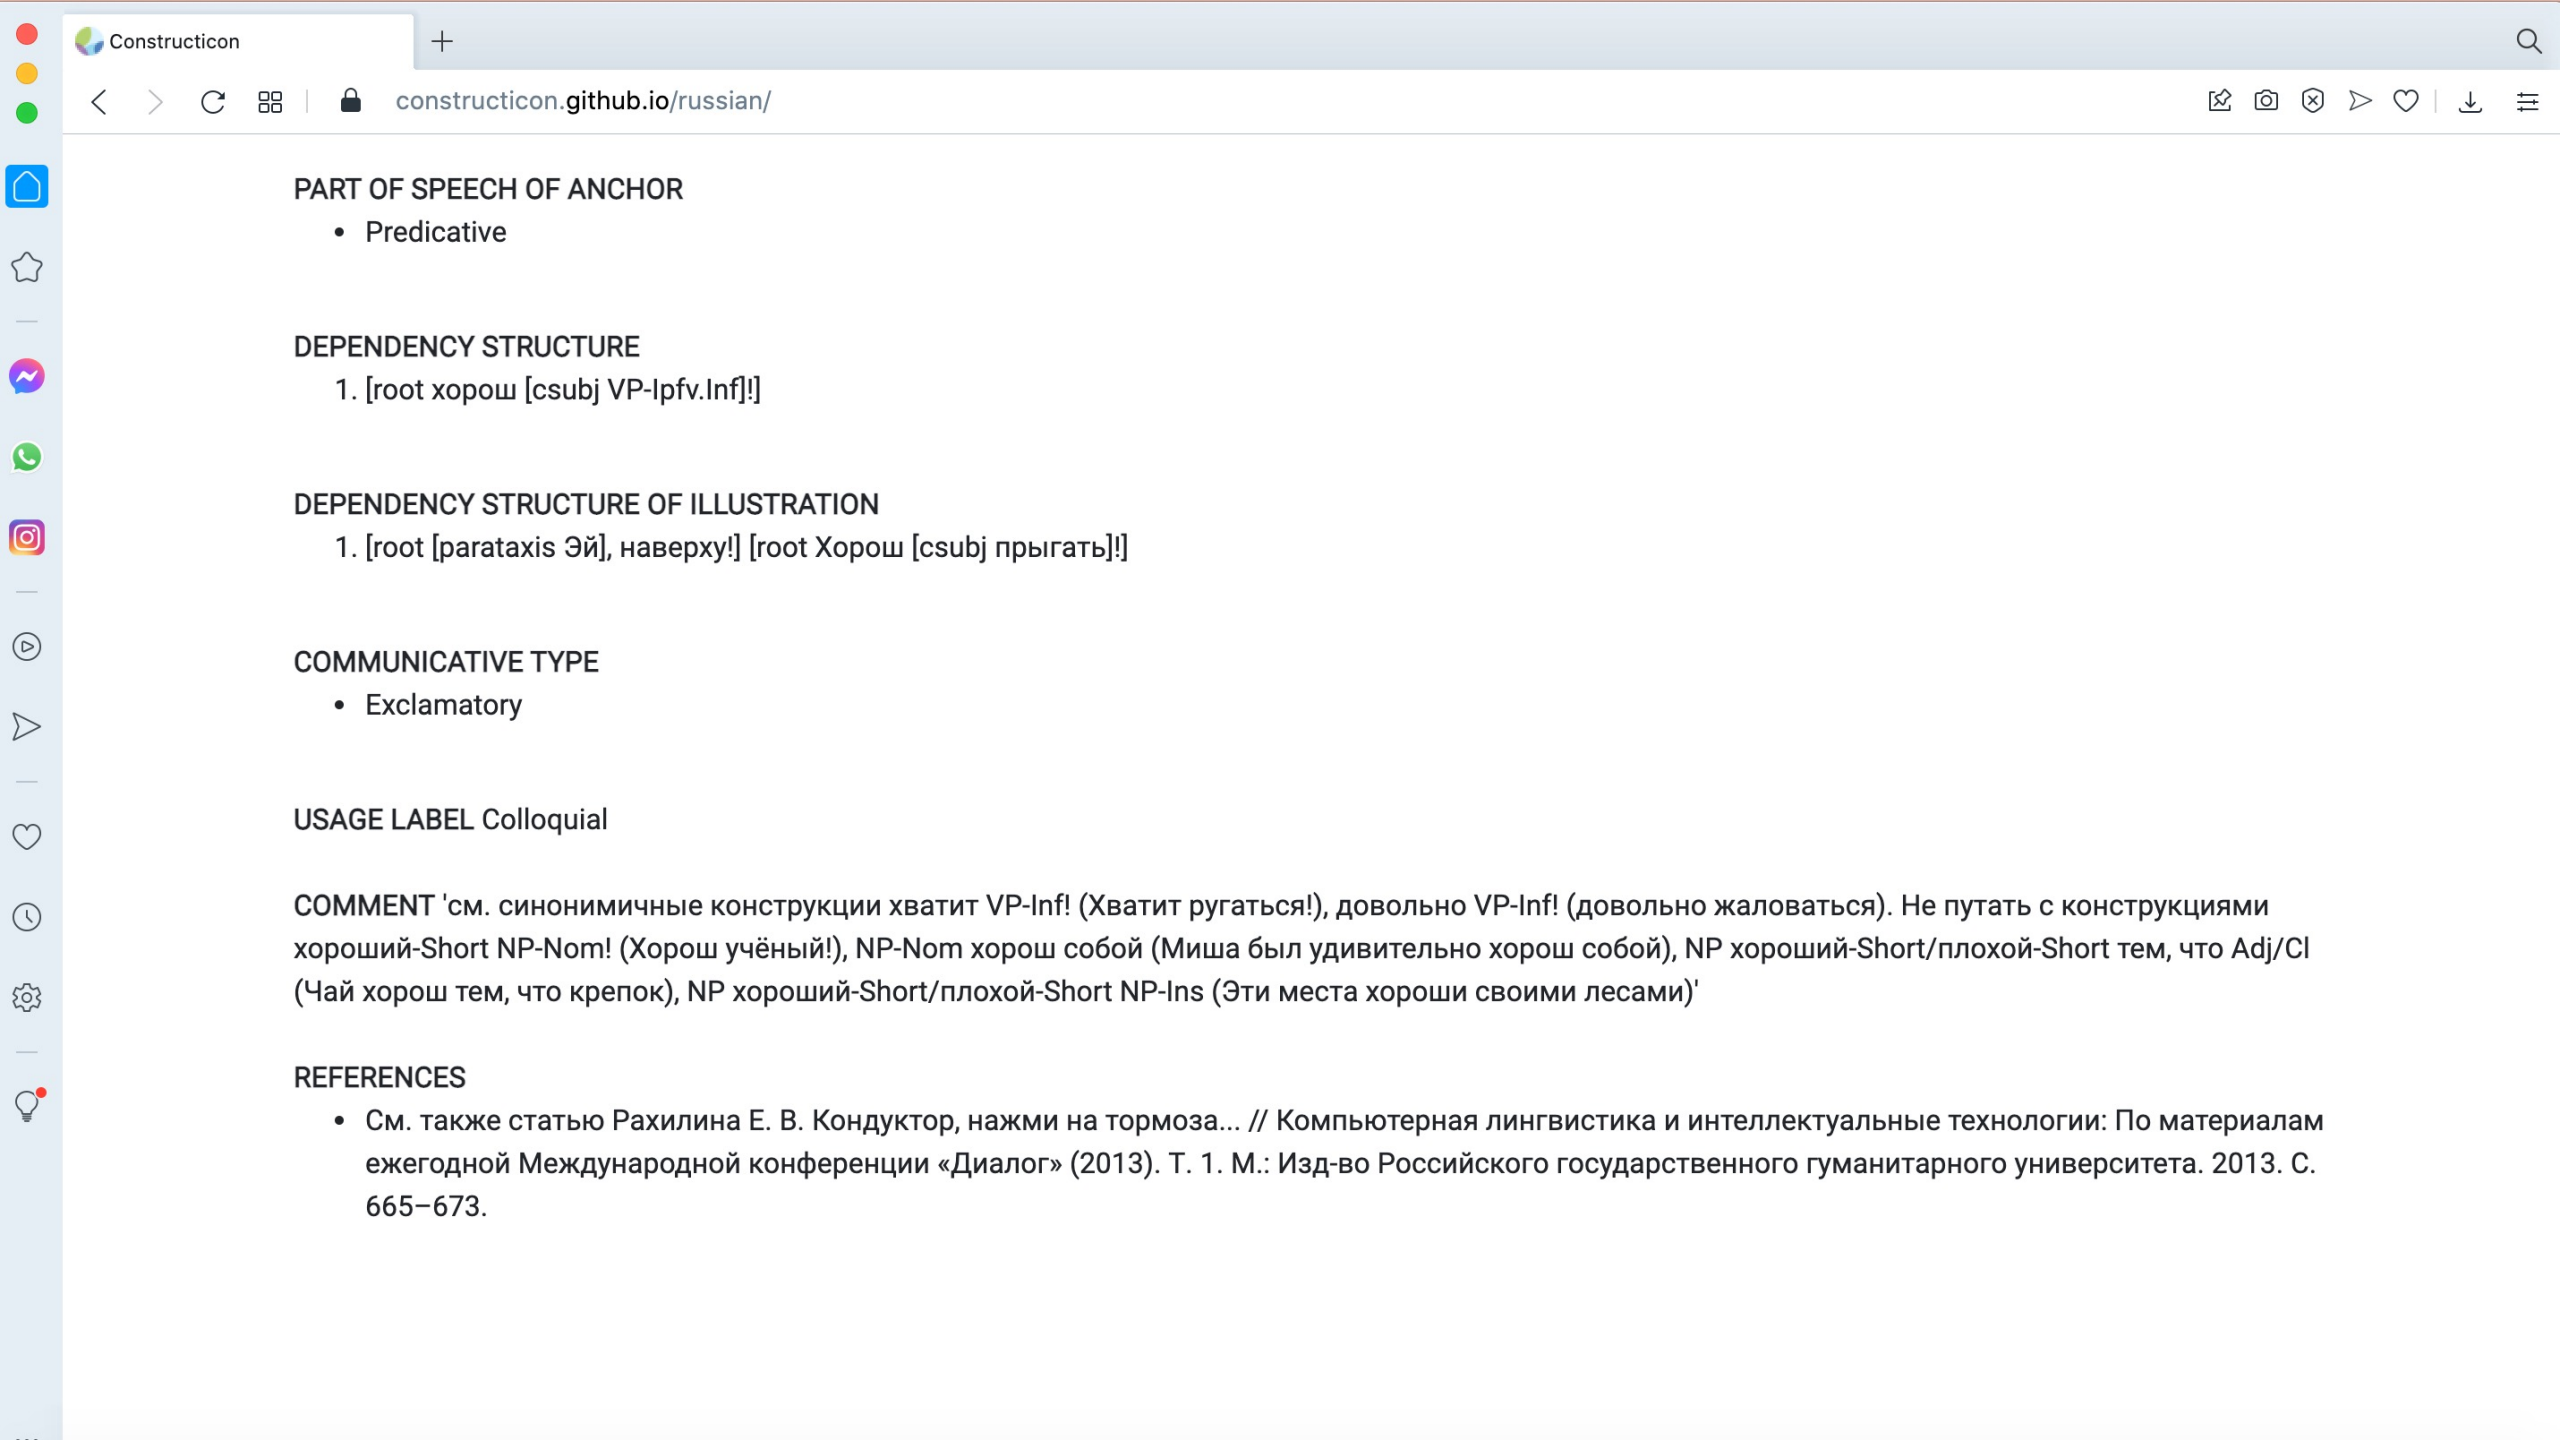 Constructicon
constructicon.github.io/russian/
PART OF SPEECH OF ANCHOR
• Predicative
DEPENDENCY STRUCTURE
1. [root хорош [csubj VP-Ipfv.Inf]!]
DEPENDENCY STRUCTURE OF ILLUSTRATION
1. [root [parataxis Эй], наверху!] [root Хорош [csubj прыгать]!]
COMMUNICATIVE TYPE
• Exclamatory
USAGE LABEL Colloquial
COMMENT 'см. синонимичные конструкции хватит VP-Inf! (Хватит ругаться!), довольно VP-Inf! (довольно жаловаться). Не путать с конструкциями
хороший-Short NP-Nom! (Хорош учёный!), NP-Nom хорош собой (Миша был удивительно хорош собой), NP хороший-Short/плохой-Short тем, что Adj/Cl
(Чай хорош тем, что крепок), NP хороший-Short/плохой-Short NP-Ins (Эти места хороши своими лесами)'
REFERENCES
• См. также статью Рахилина Е. В. Кондуктор, нажми на тормоза... // Компьютерная лингвистика и интеллектуальные технологии: По материалам
ежегодной Международной конференции «Диалог» (2013). Т. 1. М.: Изд-во Российского государственного гуманитарного университета. 2013. С.
665–673.